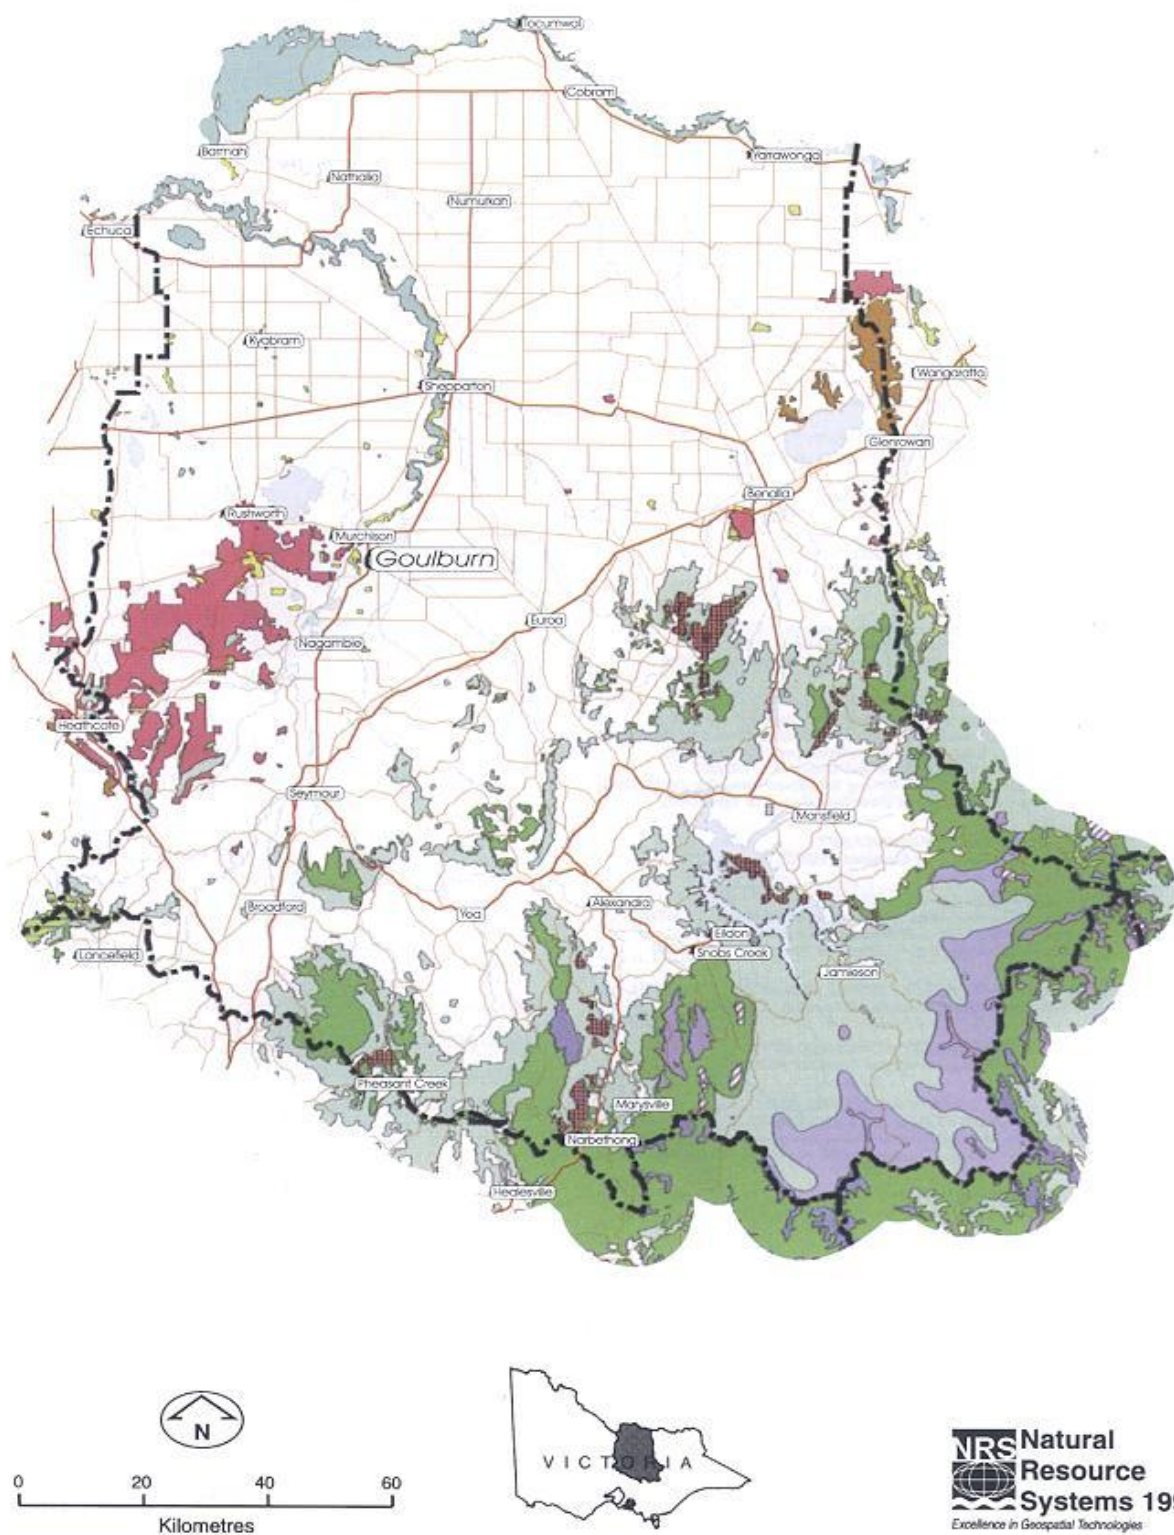 Tocumwal
Cobram
Yarrawonga
Barmah
Nathalia
Numurkah
Echuca
Kyabram
Wangaratta
Shepparton
Glenrowan
Benalla
Rushworth
Murchison
Goulburn
Euroa
Nagambie
Heathcote
Seymour
Mansfield
Alexandra
Broadford
Yea
Eildon
Snobs Creek
Lancefield
Jamieson
Pheasant Creek
Marysville
Narbethong
Healesville
N
VICTORIA
0 20 40 60
Kilometres
NRS Natural
Resource
Systems 19
Excellence in Geospatial Technologies